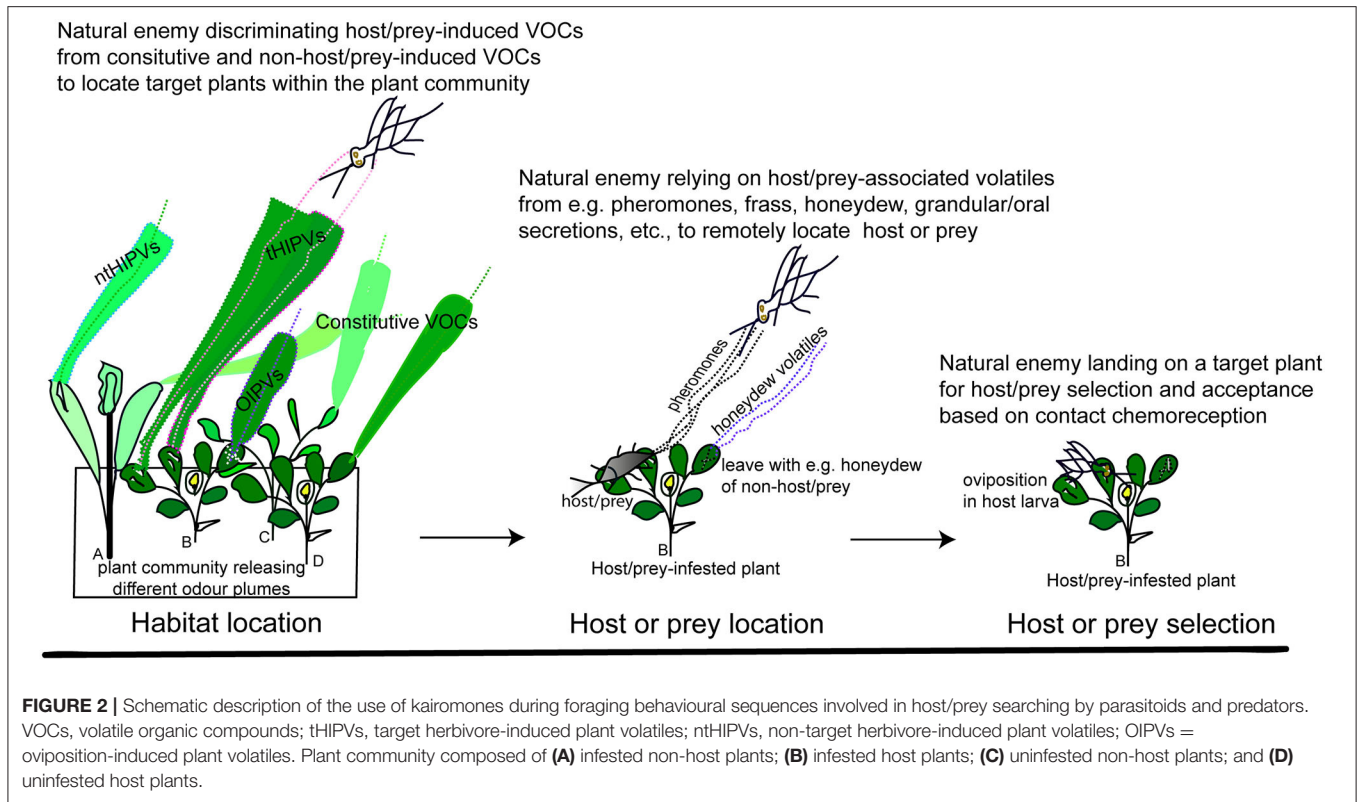 Natural enemy discriminating host/prey-induced VOCs
from consitutive and non-host/prey-induced VOCs
to locate target plants within the plant community
Natural enemy relying on host/prey-associated volatiles
from e.g. pheromones, frass, honeydew, grandular/oral
secretions, etc., to remotely locate host or prey
Natural enemy landing on a target plant
for host/prey selection and acceptance
based on contact chemoreception
ntHIPVs
tHIPVs
OIPVs
Constitutive VOCs
A
B
C
D
plant community releasing
different odour plumes
pheromones
honeydew volatiles
host/prey
leave with e.g. honeydew
of non-host/prey
B
Host/prey-infested plant
oviposition
in host larva
B
Host/prey-infested plant
Habitat location
Host or prey location
Host or prey selection
FIGURE 2 | Schematic description of the use of kairomones during foraging behavioural sequences involved in host/prey searching by parasitoids and predators.
VOCs, volatile organic compounds; tHIPVs, target herbivore-induced plant volatiles; ntHIPVs, non-target herbivore-induced plant volatiles; OIPVs =
oviposition-induced plant volatiles. Plant community composed of (A) infested non-host plants; (B) infested host plants; (C) uninfested non-host plants; and (D)
uninfested host plants.